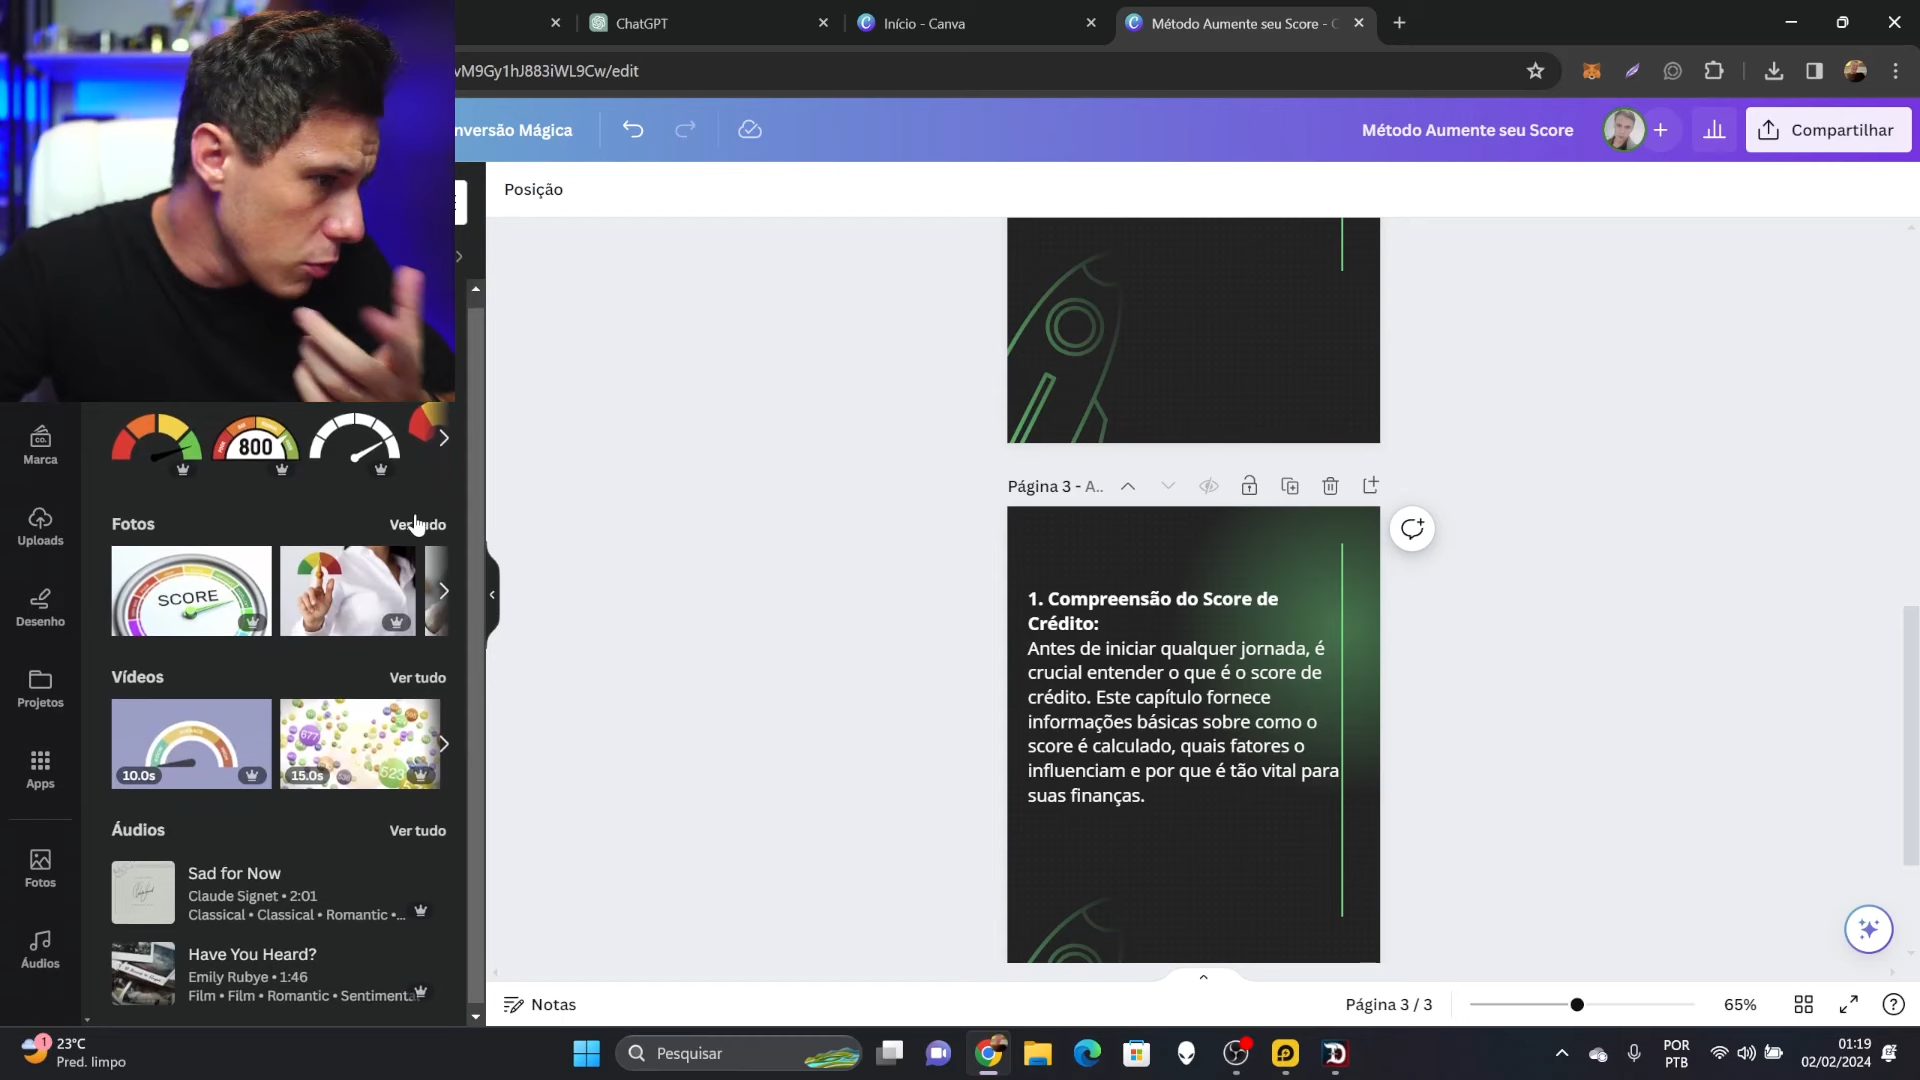 ChatGPT
Início - Canva
Método Aumente seu Score - C
vM9Gy1hJ883iWL9Cw/edit
nversão Mágica
Método Aumente seu Score
Compartilhar
Posição
Marca
Uploads
Desenho
Projetos
Apps
Fotos
Áudios
800
Fotos
Ver tudo
SCORE
Vídeos
Ver tudo
10.0s
15.0s
677
523
Áudios
Ver tudo
Sad for Now
Claude Signet • 2:01
Classical • Classical • Romantic •...
Have You Heard?
Emily Rubye • 1:46
Film • Film • Romantic • Sentimenta
Página 3 - A..
1. Compreensão do Score de
Crédito:
Antes de iniciar qualquer jornada, é
crucial entender o que é o score de
crédito. Este capítulo fornece
informações básicas sobre como o
score é calculado, quais fatores o
influenciam e por que é tão vital para
suas finanças.
Notas
Página 3 / 3
65%
1
23°C
Pred. limpo
Pesquisar
POR
PTB
01:19
02/02/2024